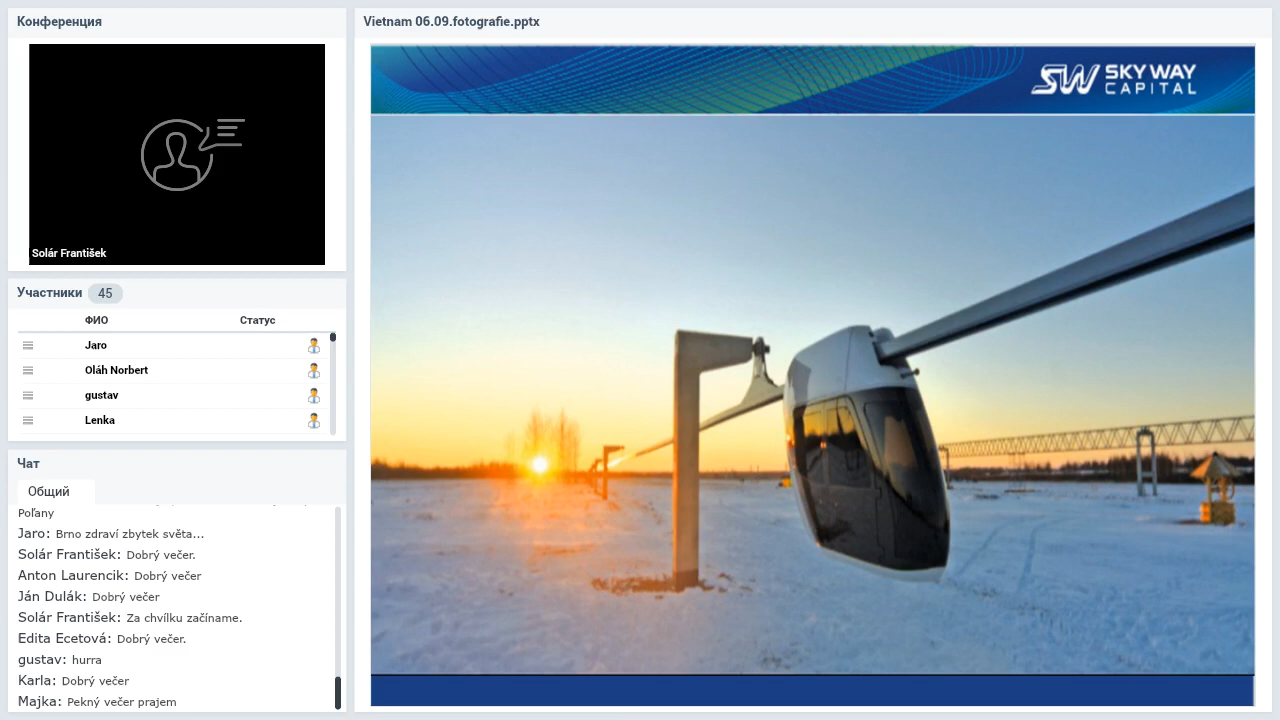 Конференция
Solár František
Участники 45
ФИО Статус
Jaro
Oláh Norbert
gustav
Lenka
Чат
Общий
Poľany
Jaro: Brno zdraví zbytek světa...
Solár František: Dobrý večer.
Anton Laurencik: Dobrý večer
Ján Dulák: Dobrý večer
Solár František: Za chvílku začíname.
Edita Ecetová: Dobrý večer.
gustav: hurra
Karla: Dobrý večer
Majka: Pekný večer prajem
Vietnam 06.09.fotografie.pptx
SW SKY WAY
CAPITAL